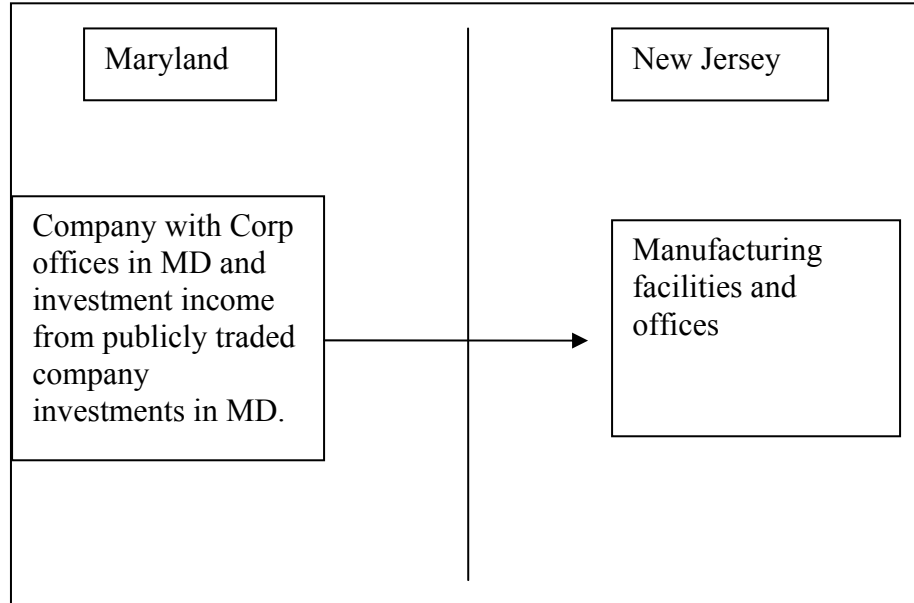 Maryland
New Jersey
Company with Corp
offices in MD and
investment income
from publicly traded
company
investments in MD.
Manufacturing
facilities and
offices